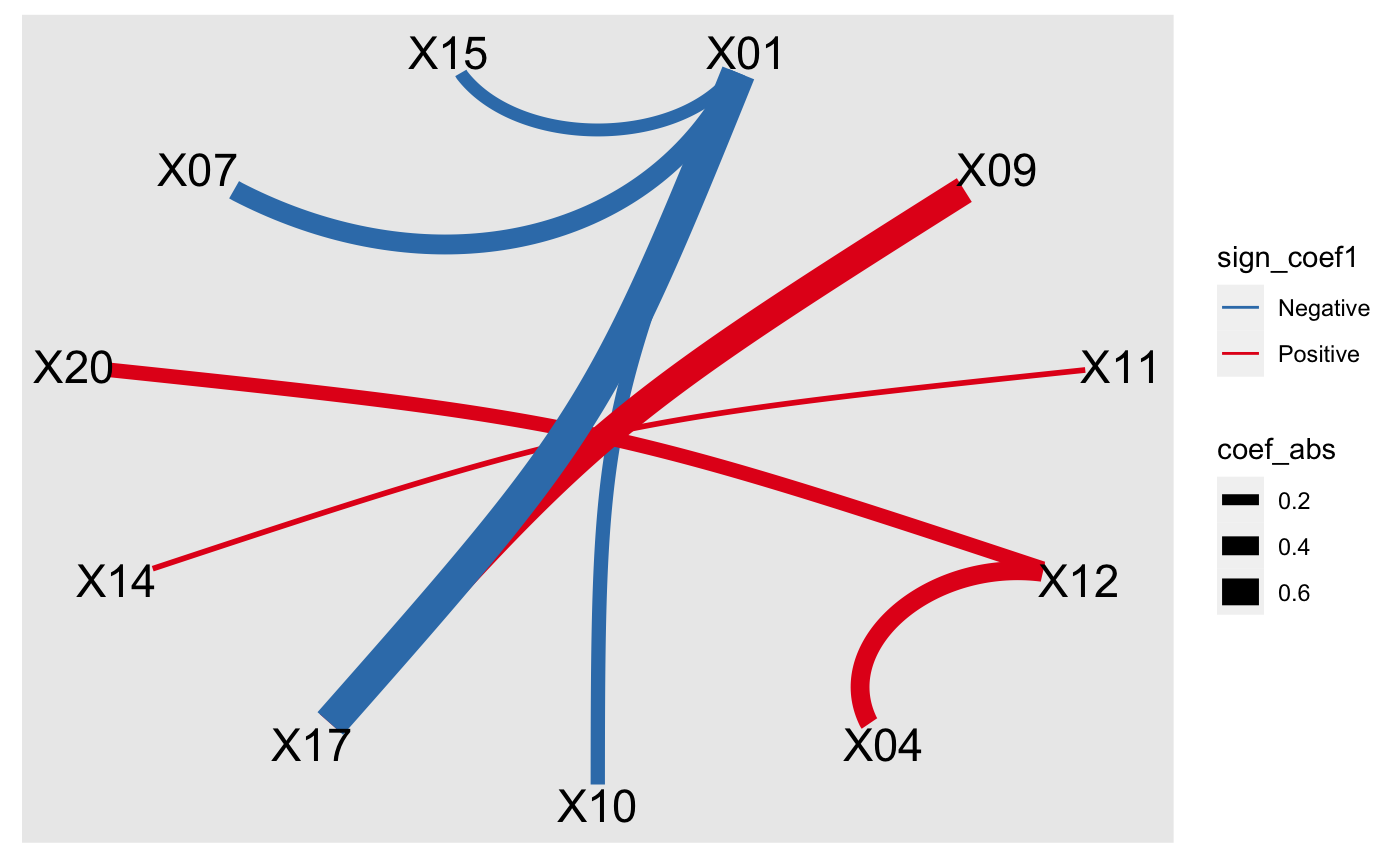 X15
X01
X07
X09
X20
X11
X14
X12
X17
X04
X10
sign_coef1
Negative
Positive
coef_abs
0.2
0.4
0.6